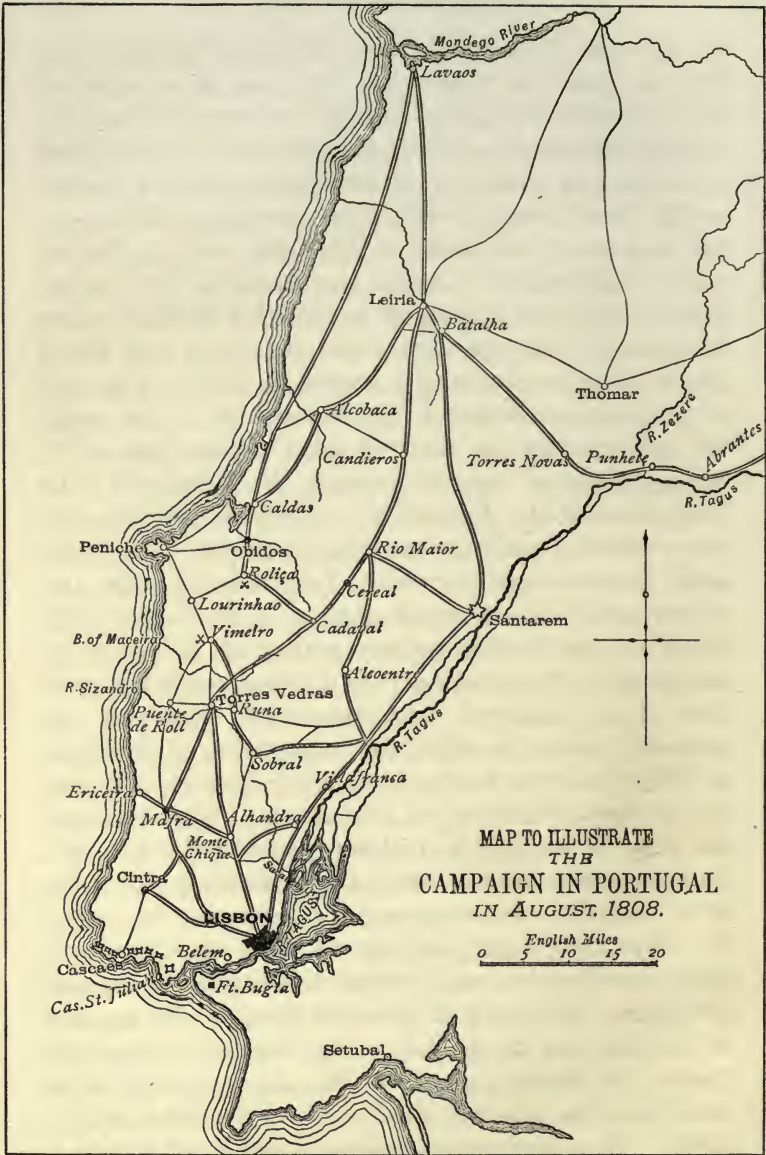 Mondego River
Lavaos
Leiria
Batalha
Thomar
R. Zezere
Alcobaca
Candieros
Torres Novas
Punhete
Abrantes
R. Tagus
Caldas
Peniche
Obidos
Rio Maior
Roliça
Cereal
Lourinhao
Cadaval
Santarem
B. of Maceira
Vimeiro
Alcoentr
R. Sizandro
Torres Vedras
Puente
de Roll
Runa
R. Tagus
Sobral
Villafranca
Ericeira
Mafra
Alhandra
Monte
Chique
Cintra
LISBON
R. TAGUS
Belem
Cascaes
Cas. St. Julian
Ft. Bugia
Setubal
MAP TO ILLUSTRATE
THE
CAMPAIGN IN PORTUGAL
IN AUGUST. 1808.
English Miles
0 5 10 15 20